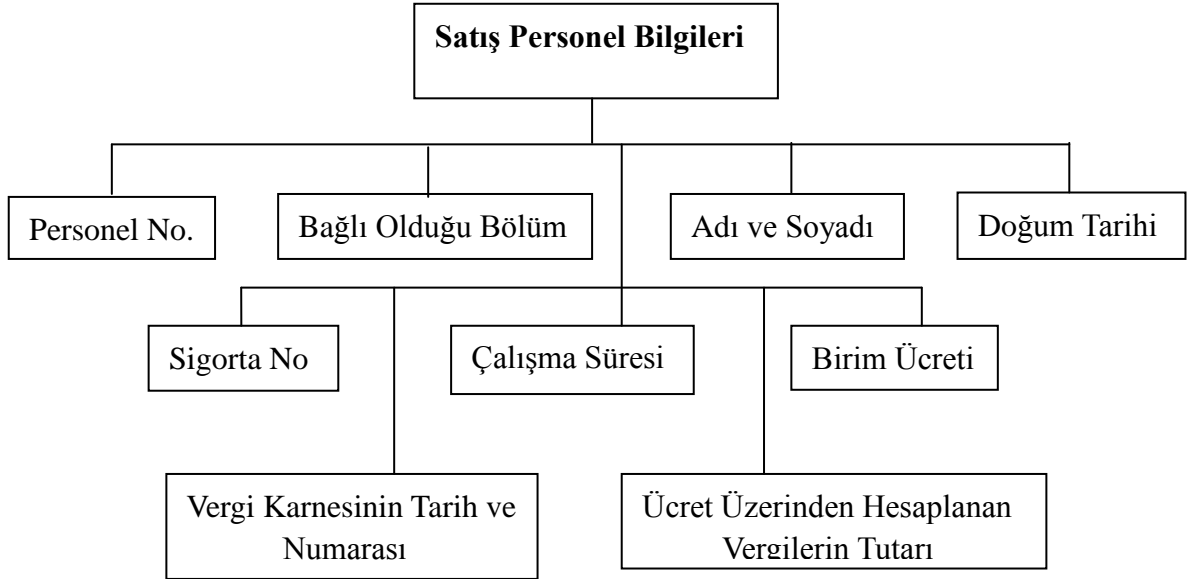 Satış Personel Bilgileri
Personel No.
Bağlı Olduğu Bölüm
Adı ve Soyadı
Doğum Tarihi
Sigorta No
Çalışma Süresi
Birim Ücreti
Vergi Karnesinin Tarih ve
Numarası
Ücret Üzerinden Hesaplanan
Vergilerin Tutarı